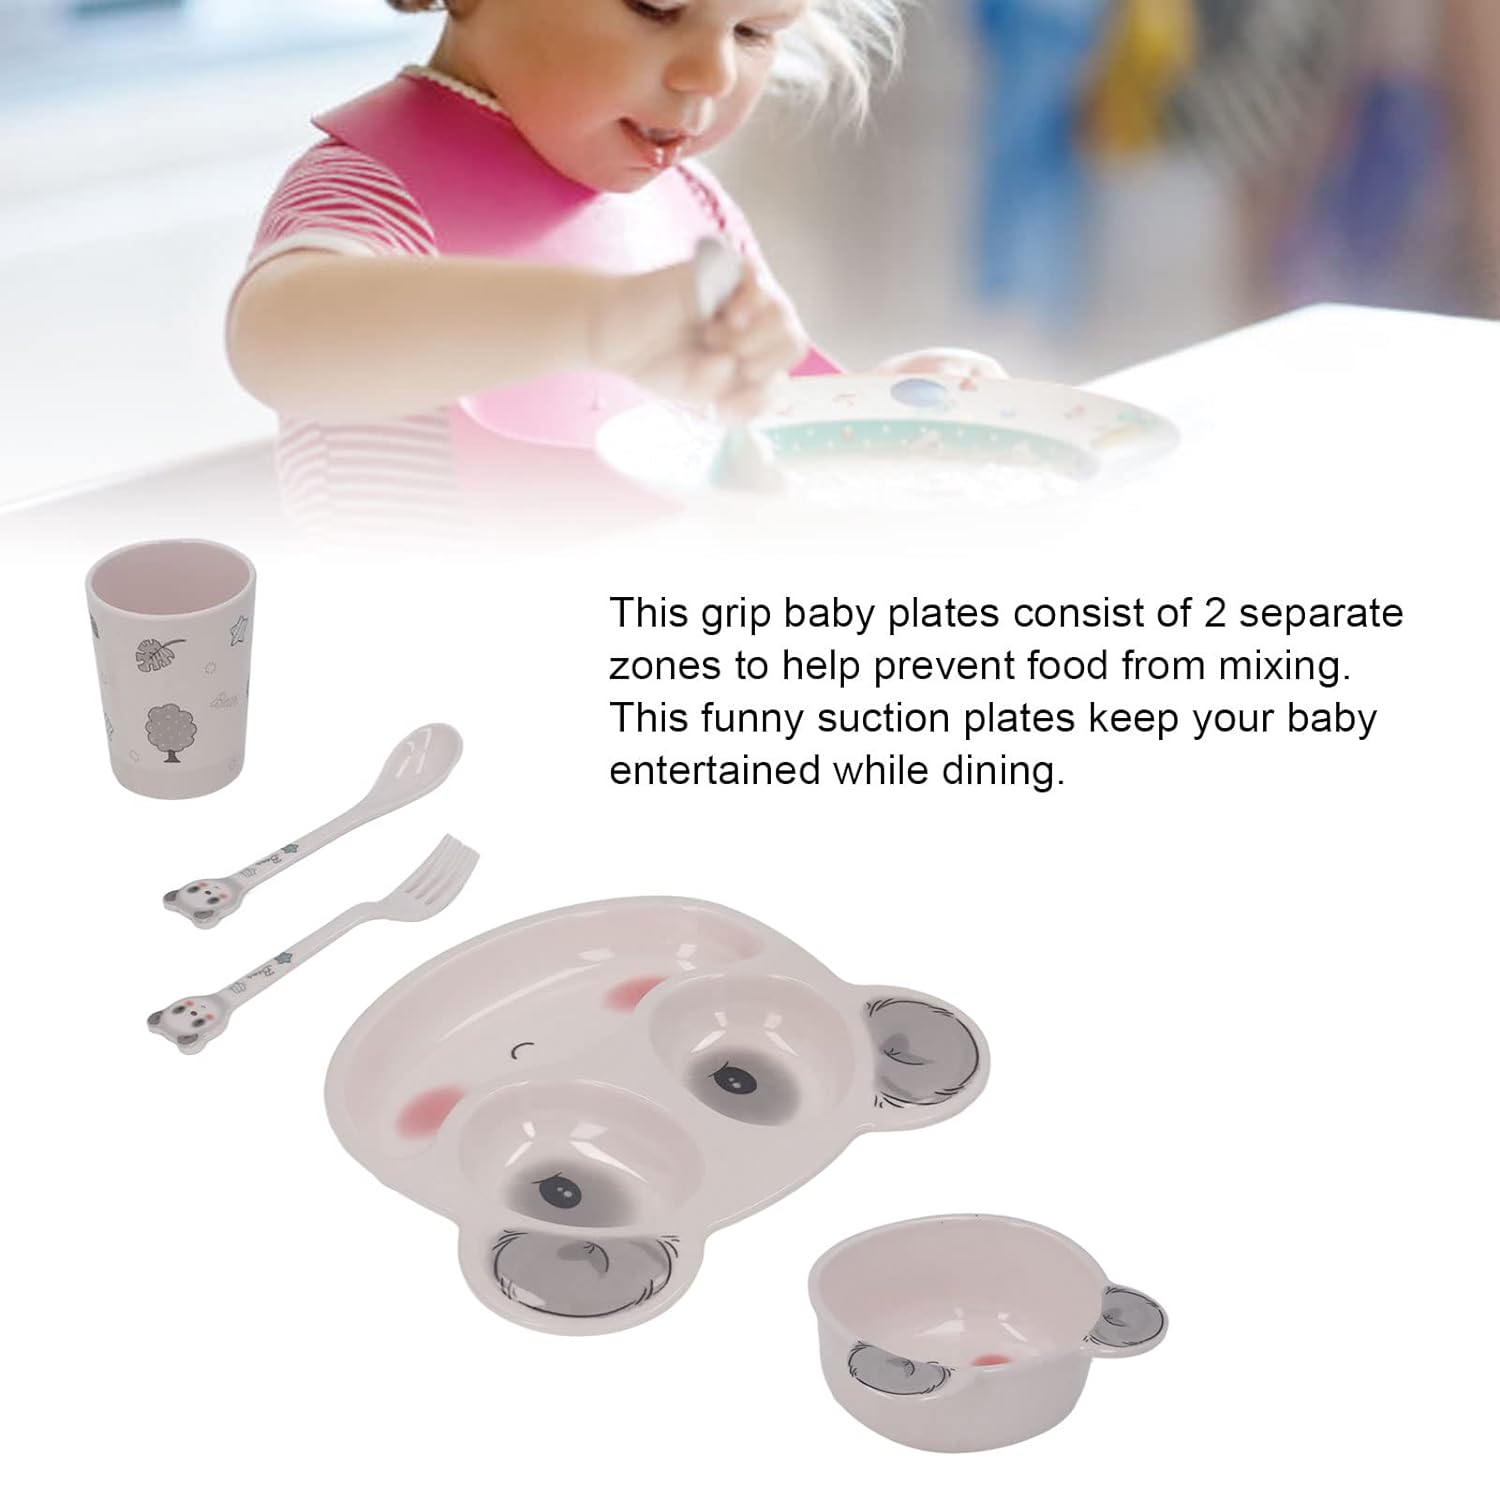 This grip baby plates consist of 2 separate
zones to help prevent food from mixing.
This funny suction plates keep your baby
entertained while dining.